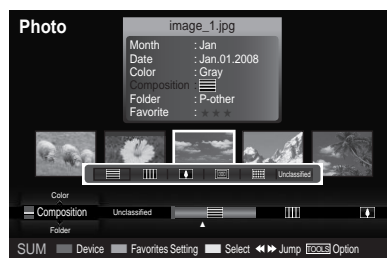 Photo
image_1.jpg
Month : Jan
Date : Jan.01.2008
Color : Gray
Composition :
Folder : P-other
Favorite : ★ ★ ★
Unclassified
Color
Composition Unclassified
Folder
SUM Device Favorites Setting Select Jump TOOLS Option